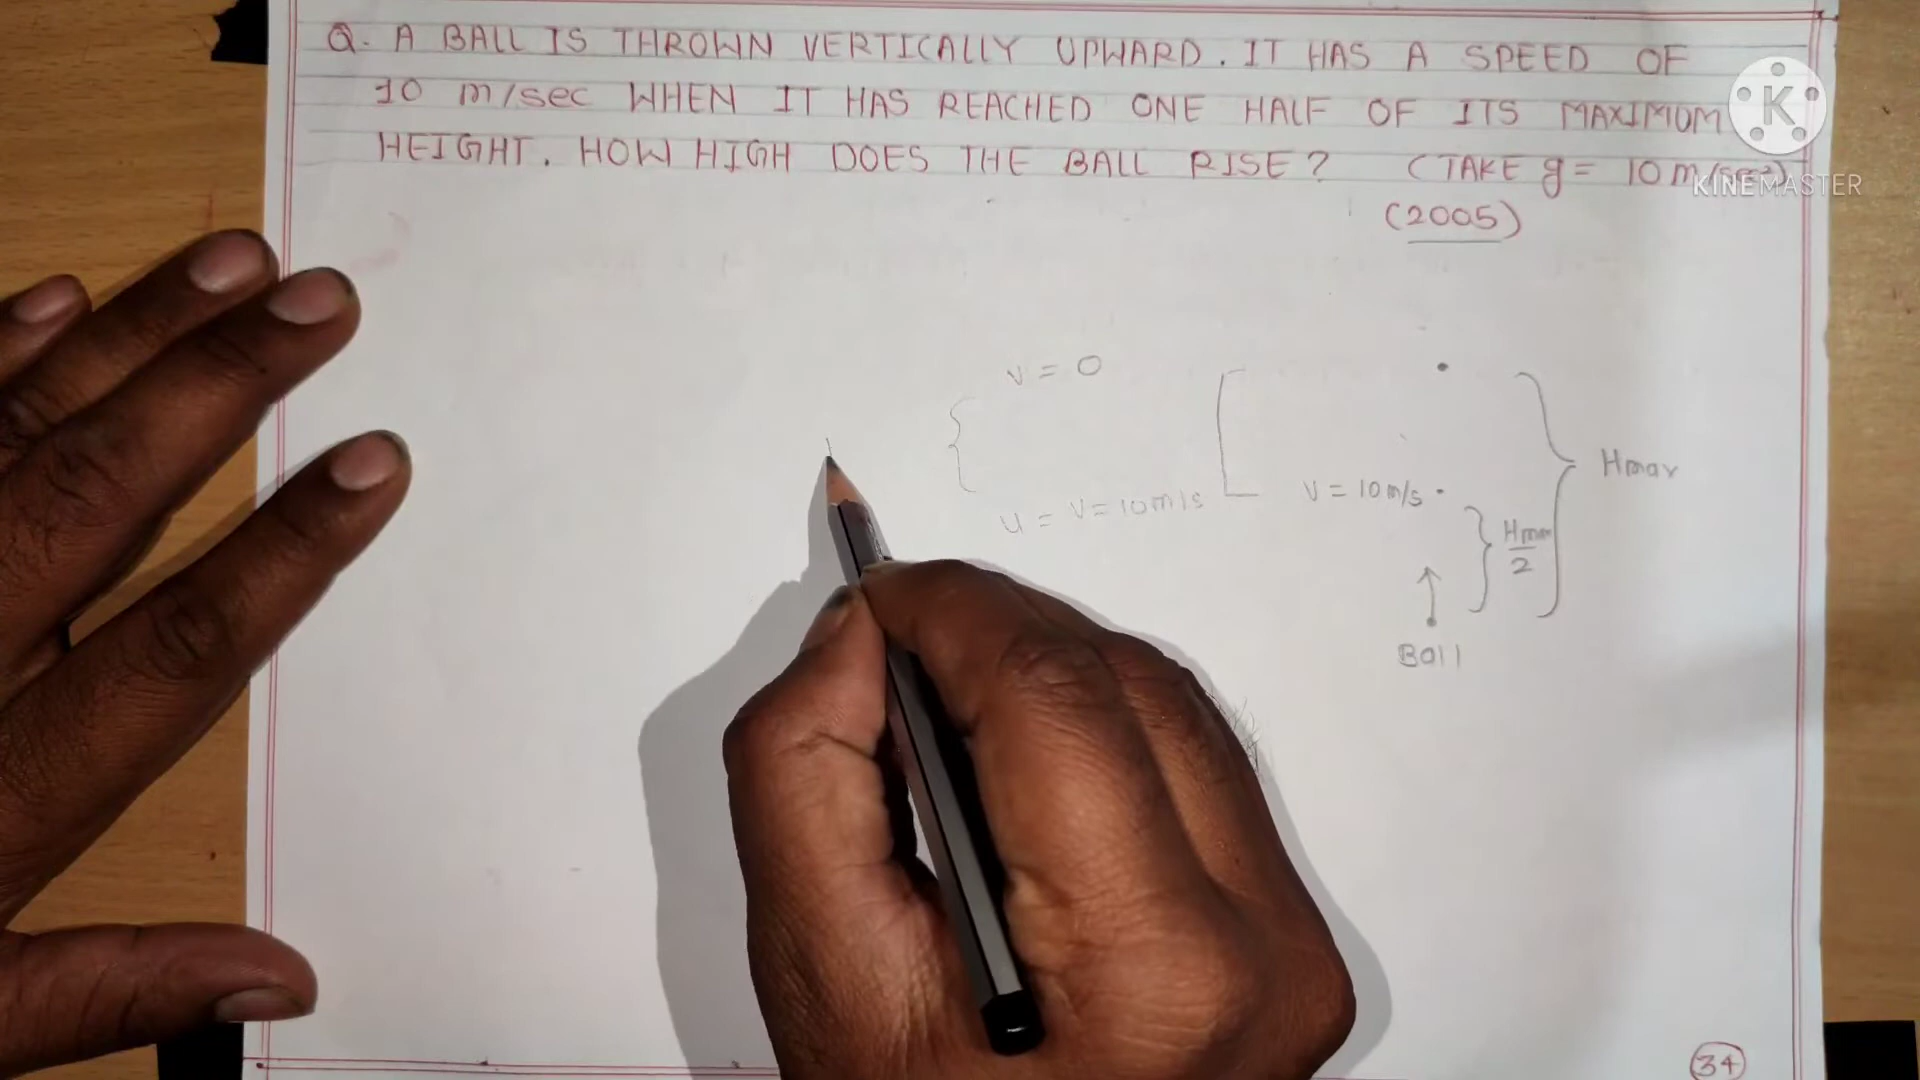 Q. A BALL IS THROWN VERTICALLY UPWARD. IT HAS A SPEED OF
10 m/sec WHEN IT HAS REACHED ONE HALF OF ITS MAXIMUM
HEIGHT. HOW HIGH DOES THE BALL RISE? (TAKE g = 10 m/sec²)
(2005)
K
KINEMASTER
V = 0
Hmax
V = 10 m/s
u = V = 10 m/s
Hmax
2
Ball
34